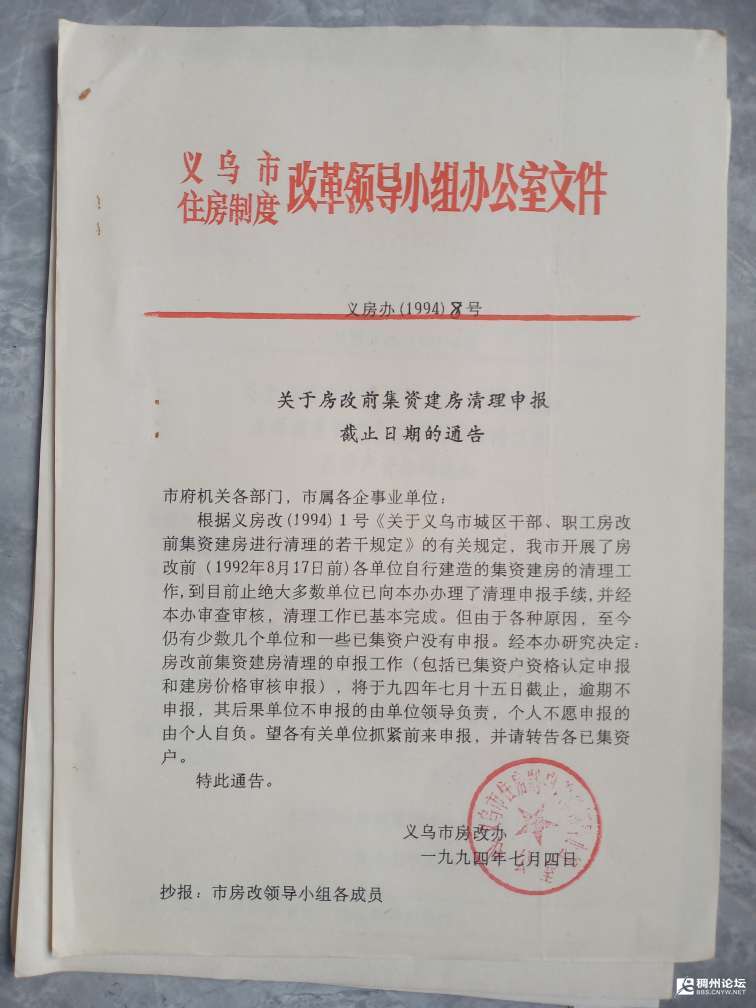 义乌市
住房制度
改革领导小组办公室文件
义房办(1994)8号
关于房改前集资建房清理申报
截止日期的通告
市府机关各部门，市属各企事业单位：
根据义房改(1994)1号《关于义乌市城区干部、职工房改
前集资建房进行清理的若干规定》的有关规定，我市开展了房
改前（1992年8月17日前)各单位自行建造的集资建房的清理工
作,到目前止绝大多数单位已向本办办理了清理申报手续,并经
本办审查审核，清理工作已基本完成。但由于各种原因，至今
仍有少数几个单位和一些已集资户没有申报。经本办研究决定：
房改前集资建房清理的申报工作（包括已集资户资格认定申报
和建房价格审核申报），将于九四年七月十五日截止，逾期不
申报，其后果单位不申报的由单位领导负责，个人不愿申报的
由个人自负。望各有关单位抓紧前来申报，并请转告各已集资
户。
特此通告。
义乌市房改办
一九九四年七月四日
义乌市住房制
抄报：市房改领导小组各成员
稠州论坛
BBS.CNYW.NET